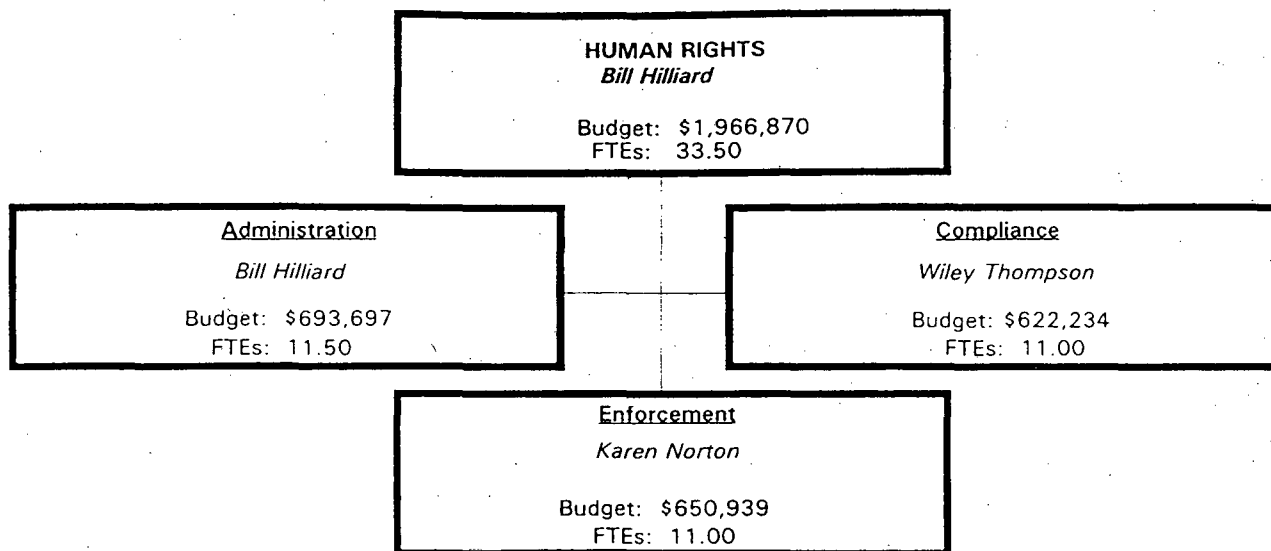 HUMAN RIGHTS
Bill Hilliard
Budget: $1,966,870
FTEs: 33.50
Administration
Bill Hilliard
Budget: $693,697
FTEs: 11.50
Compliance
Wiley Thompson
Budget: $622,234
FTEs: 11.00
Enforcement
Karen Norton
Budget: $650,939
FTEs: 11.00